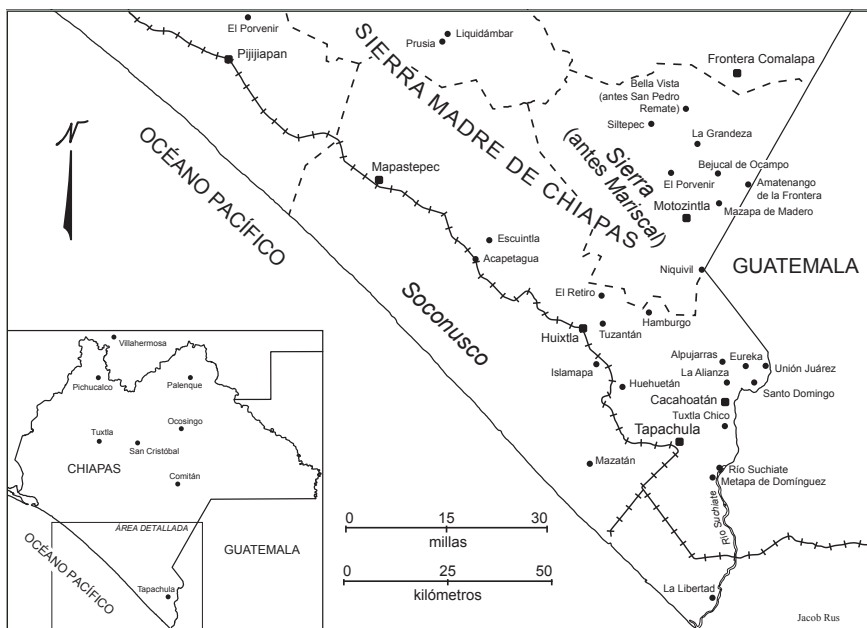 El Porvenir
Pijijiapan
Prusia
Liquidámbar
SIERRA MADRE DE CHIAPAS
Frontera Comalapa
Bella Vista
(antes San Pedro
Remate)
Siltepec
La Grandeza
Sierra
(antes Mariscal)
Bejucal de Ocampo
El Porvenir
Amatenango
de la Frontera
Motozintla
Mazapa de Madero
N
OCÉANO PACÍFICO
Mapastepec
Escuintla
Acapetagua
Niquivil
GUATEMALA
Soconusco
El Retiro
Hamburgo
Huixtla
Tuzantán
Islamapa
Huehuetán
Alpujarras
Eureka
Unión Juárez
La Alianza
Santo Domingo
Cacahoatán
Tuxtla Chico
Tapachula
Mazatán
Río Suchiate
Metapa de Domínguez
Río Suchiate
La Libertad
Villahermosa
Pichucalco
Palenque
Ocosingo
Tuxtla
San Cristóbal
CHIAPAS
Comitán
ÁREA DETALLADA
OCÉANO PACÍFICO
GUATEMALA
Tapachula
0 15 30
millas
0 25 50
kilómetros
Jacob Rus